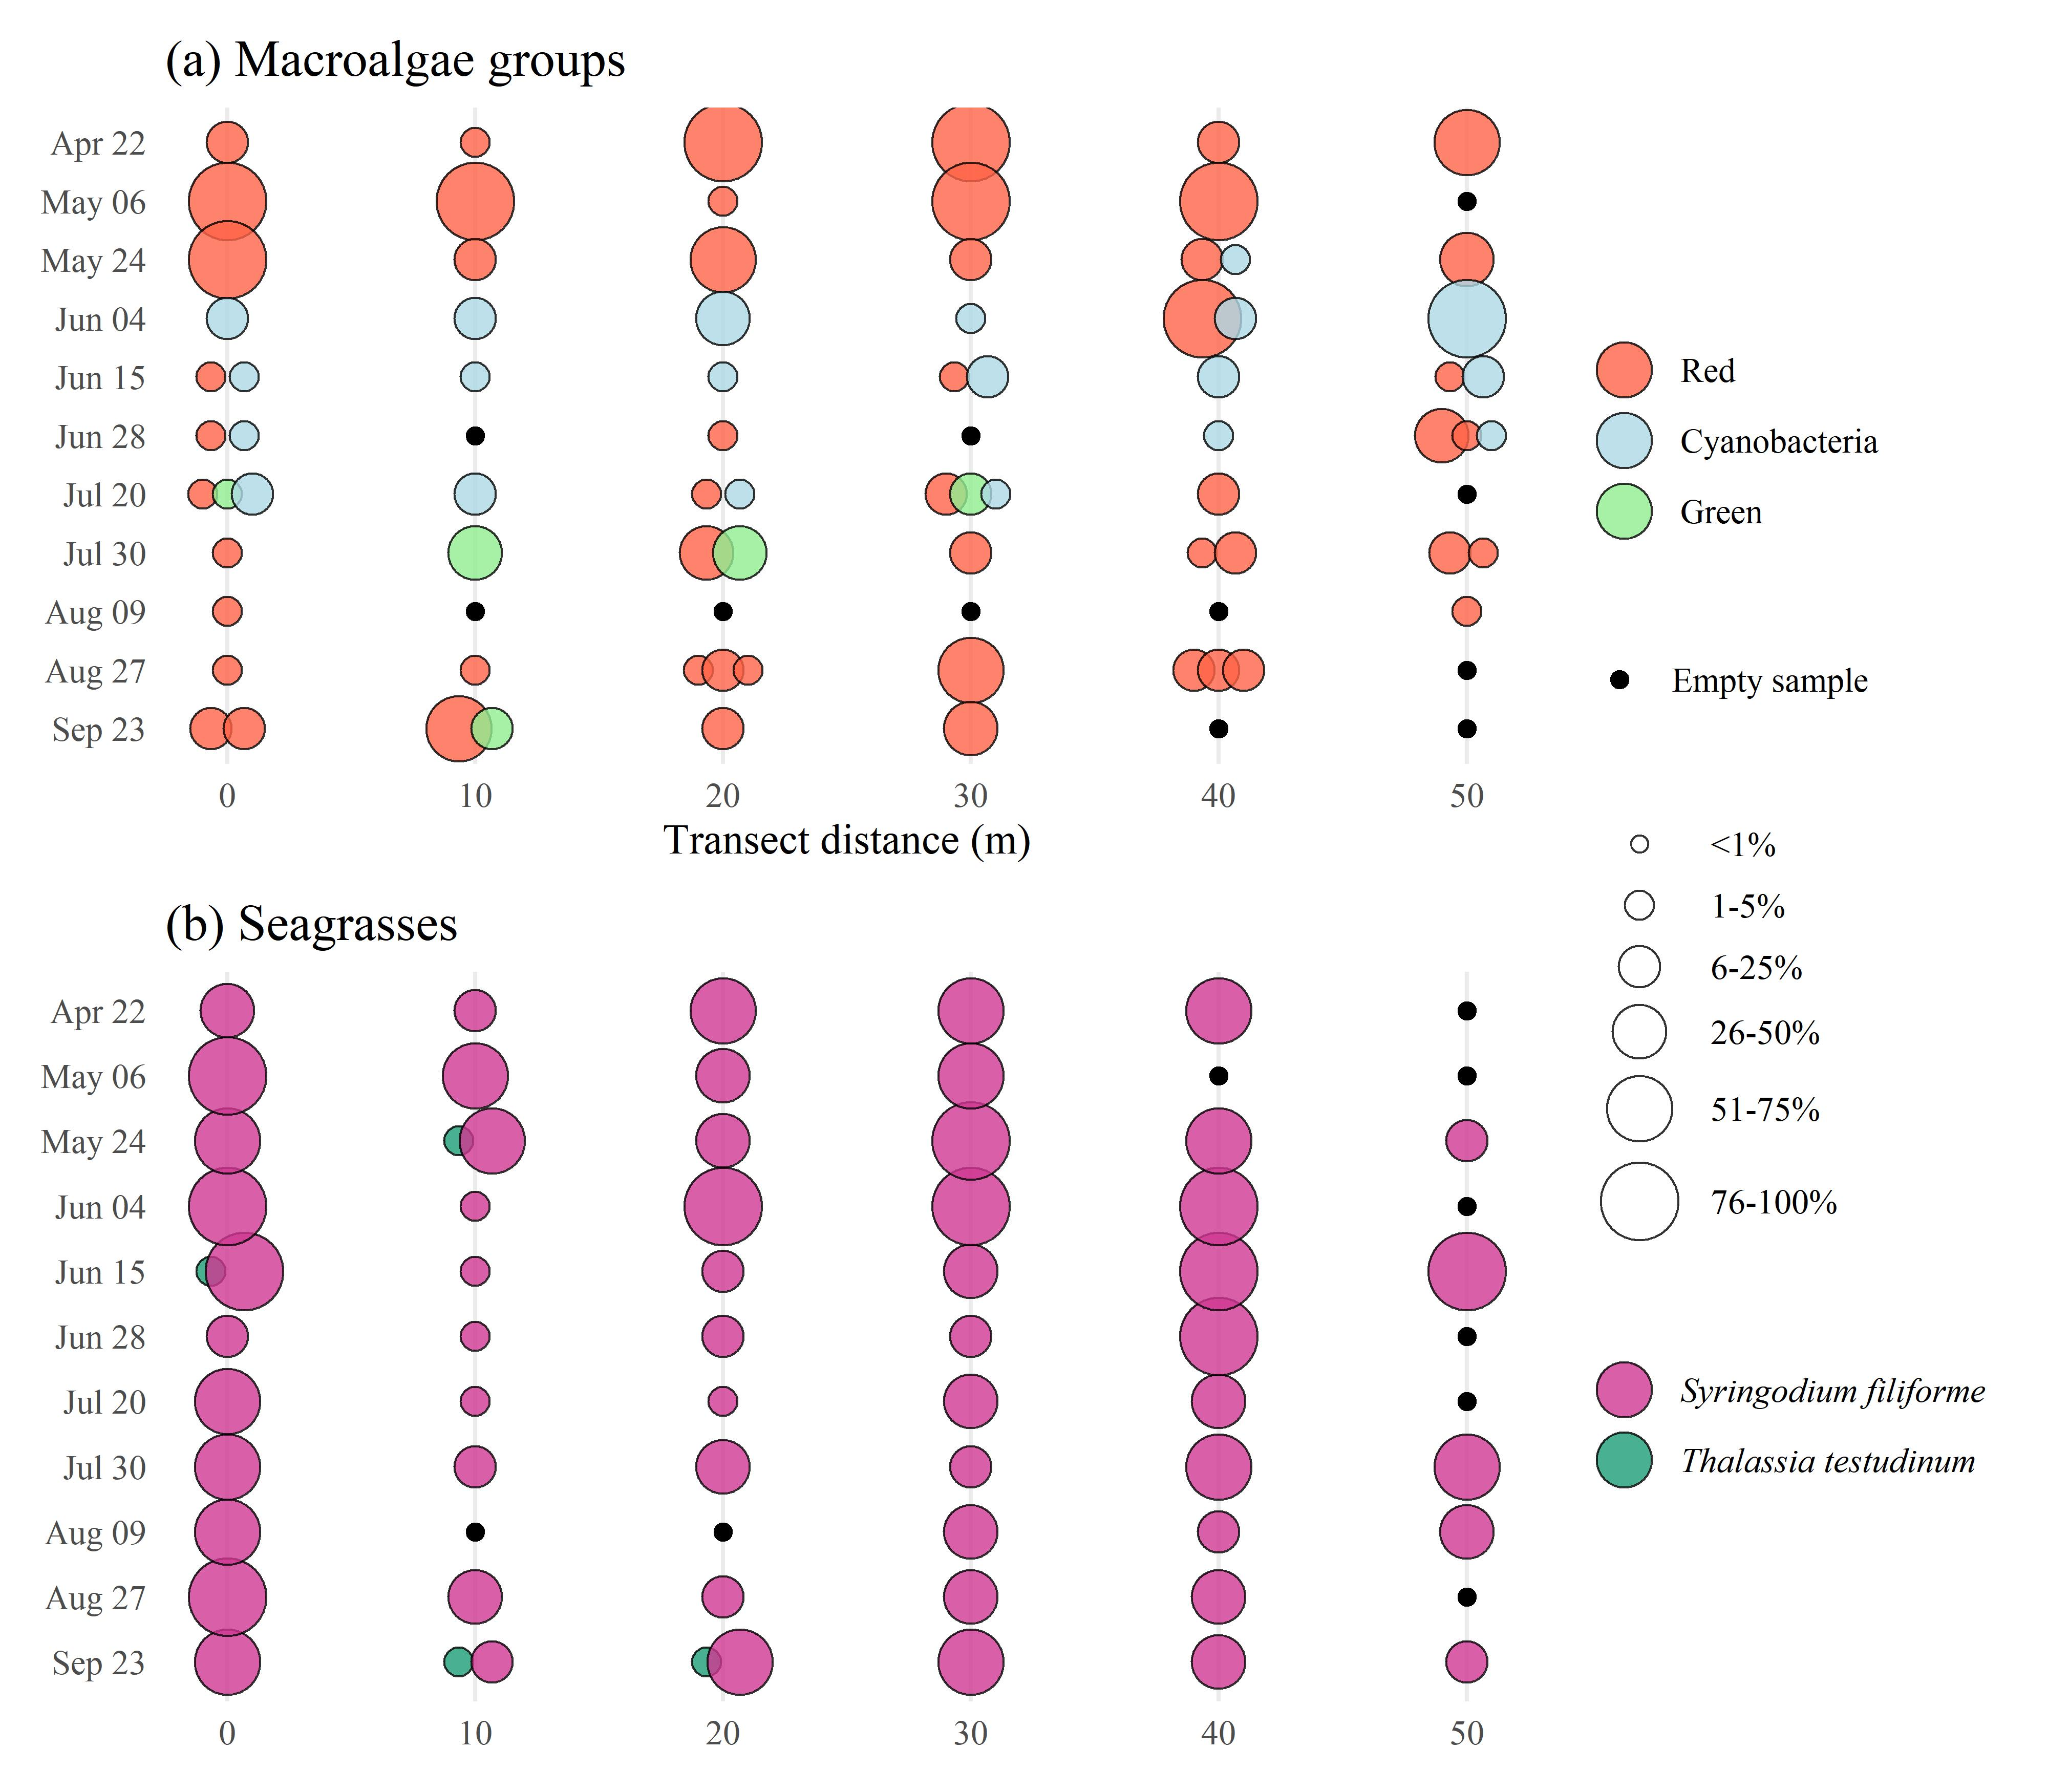 (a) Macroalgae groups
Apr 22
May 06
May 24
Jun 04
Jun 15
Jun 28
Jul 20
Jul 30
Aug 09
Aug 27
Sep 23
0 10 20 30 40 50
Transect distance (m)
Red
Cyanobacteria
Green
Empty sample
<1%
1-5%
6-25%
26-50%
51-75%
76-100%
(b) Seagrasses
Apr 22
May 06
May 24
Jun 04
Jun 15
Jun 28
Jul 20
Jul 30
Aug 09
Aug 27
Sep 23
0 10 20 30 40 50
Syringodium filiforme
Thalassia testudinum